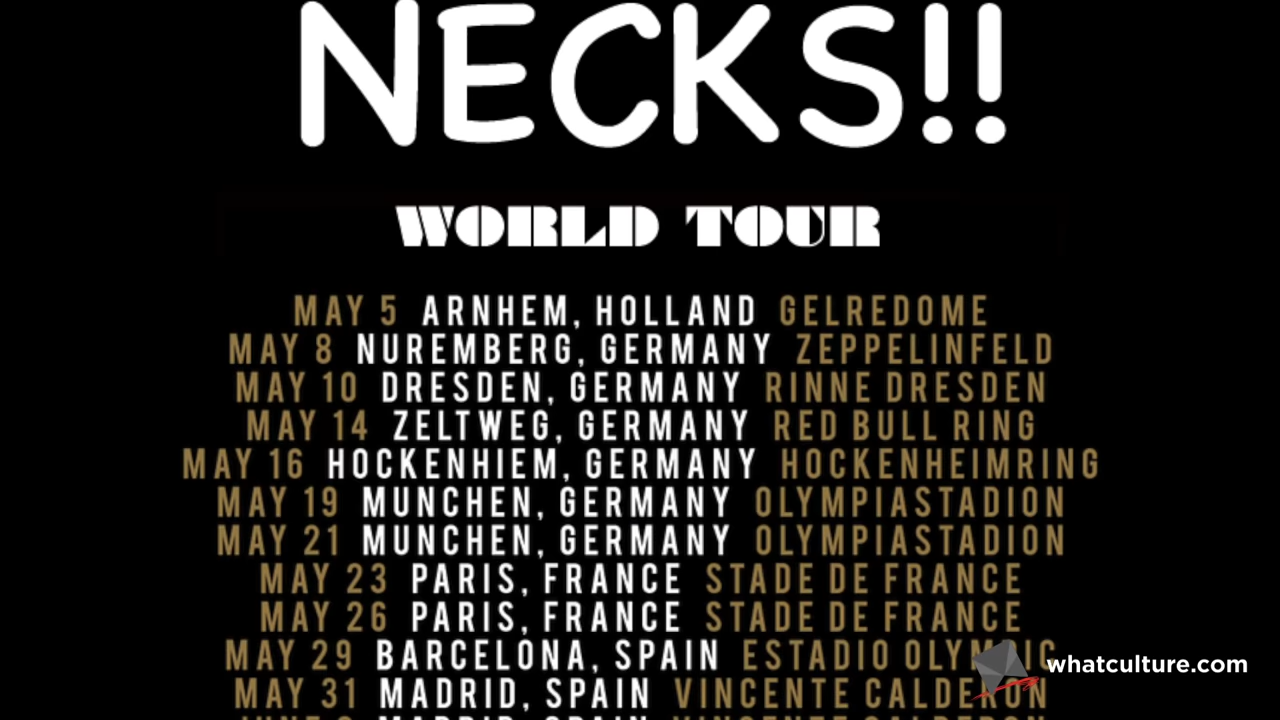 NECKS!!
WORLD TOUR
MAY 5 ARNHEM, HOLLAND GELREDOME
MAY 8 NUREMBERG, GERMANY ZEPPELINFELD
MAY 10 DRESDEN, GERMANY RINNE DRESDEN
MAY 14 ZELTWEG, GERMANY RED BULL RING
MAY 16 HOCKENHIEM, GERMANY HOCKENHEIMRING
MAY 19 MUNCHEN, GERMANY OLYMPIASTADION
MAY 21 MUNCHEN, GERMANY OLYMPIASTADION
MAY 23 PARIS, FRANCE STADE DE FRANCE
MAY 26 PARIS, FRANCE STADE DE FRANCE
MAY 29 BARCELONA, SPAIN ESTADIO OLYMPIC
whatculture.com
MAY 31 MADRID, SPAIN VINCENTE CALDERON